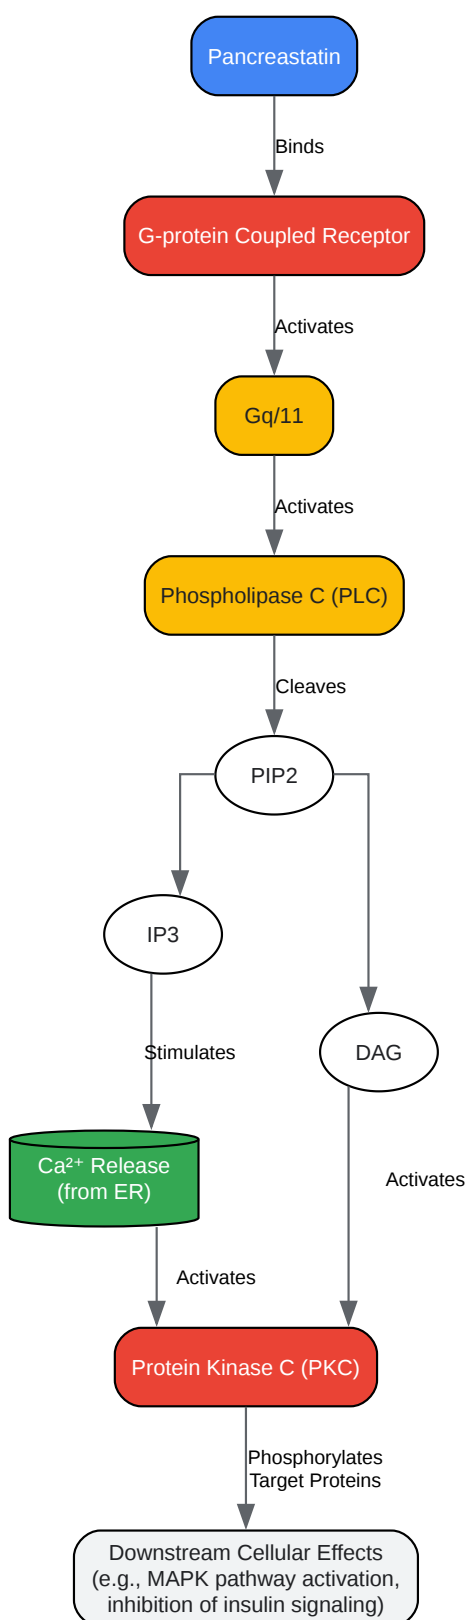 Pancreastatin
Binds
G-protein Coupled Receptor
Activates
Gq/11
Activates
Phospholipase C (PLC)
Cleaves
PIP2
IP3
Stimulates
DAG
Ca²⁺ Release
(from ER)
Activates
Activates
Protein Kinase C (PKC)
Phosphorylates
Target Proteins
Downstream Cellular Effects
(e.g., MAPK pathway activation,
inhibition of insulin signaling)